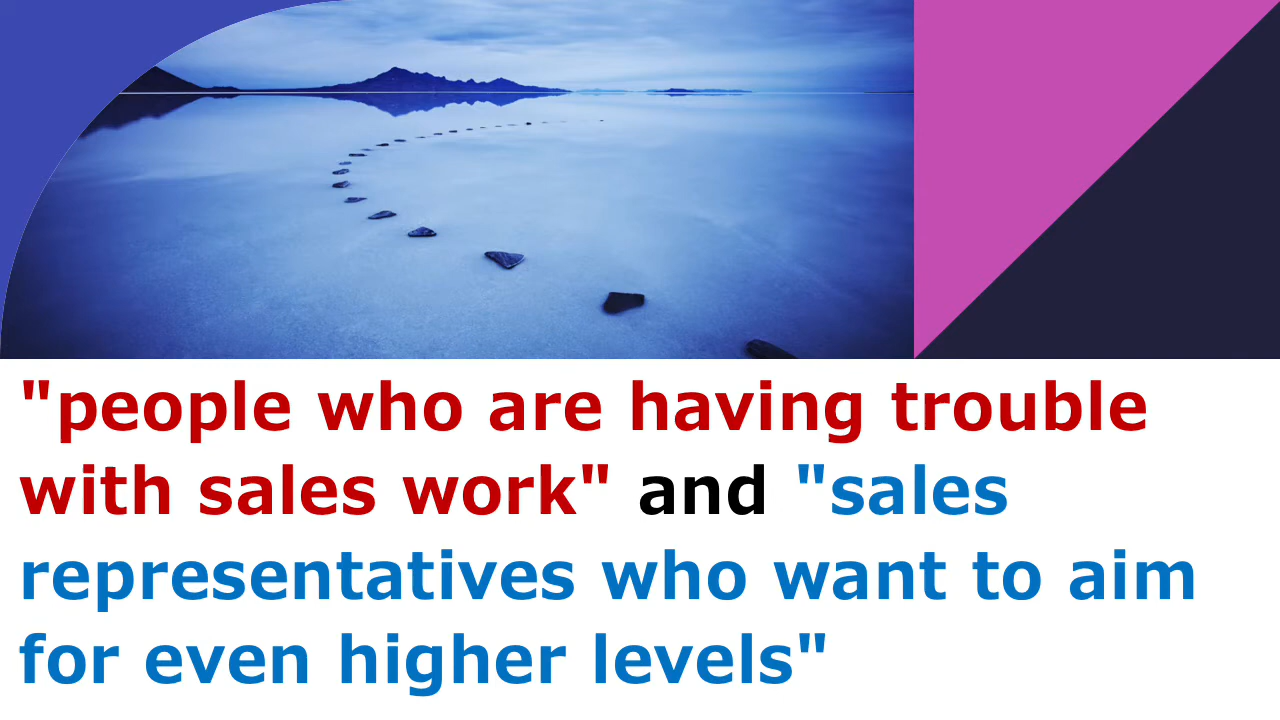 "people who are having trouble
with sales work" and "sales
representatives who want to aim
for even higher levels"